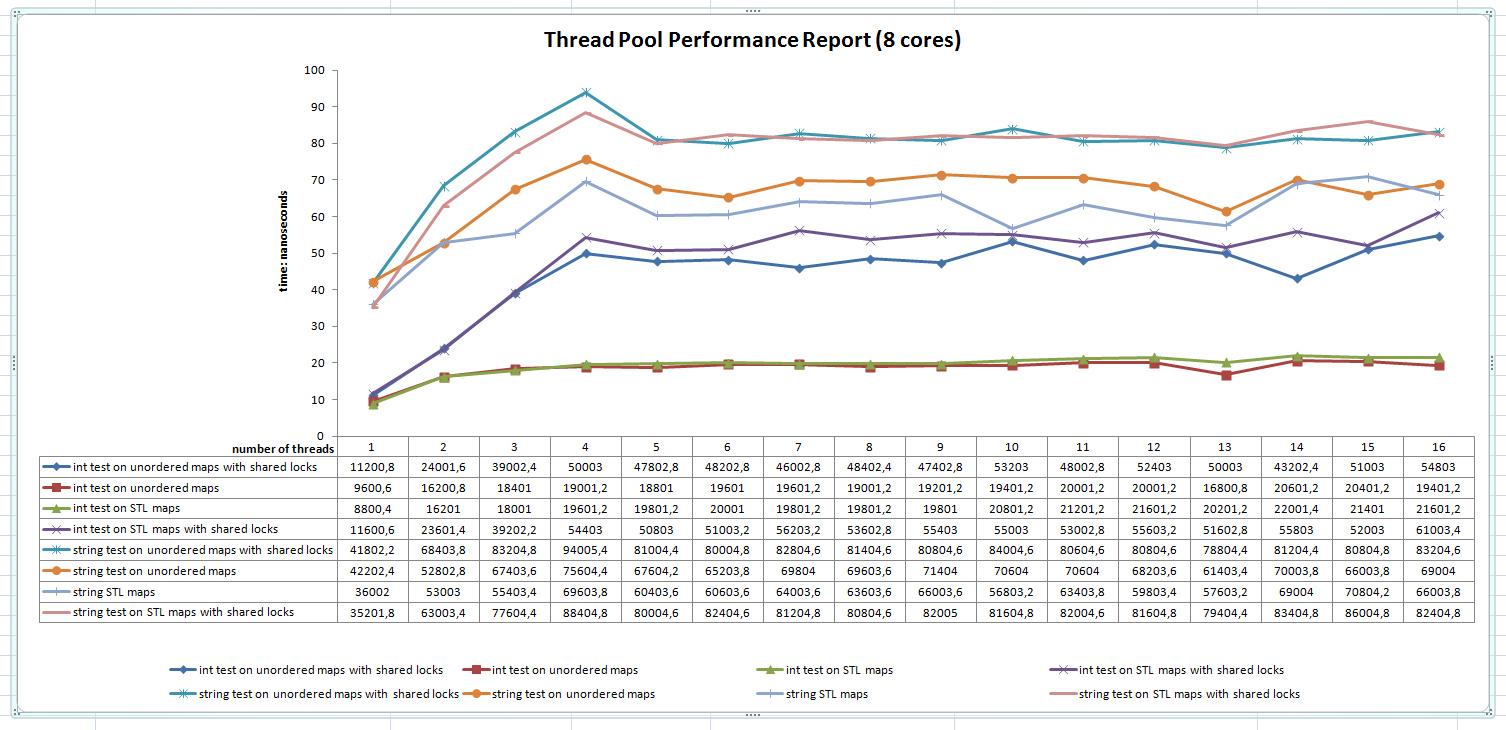 Thread Pool Performance Report (8 cores)
100
90
80
70
60
50
40
30
20
10
0
time: nanoseconds
number of threads 1 2 3 4 5 6 7 8 9 10 11 12 13 14 15 16
int test on unordered maps with shared locks 11200,8 24001,6 39002,4 50003 47802,8 48202,8 46002,8 48402,4 47402,8 53203 48002,8 52403 50003 43202,4 51003 54803
int test on unordered maps 9600,6 16200,8 18401 19001,2 18801 19601 19601,2 19001,2 19201,2 19401,2 20001,2 20001,2 16800,8 20601,2 20401,2 19401,2
int test on STL maps 8800,4 16201 18001 19601,2 19801,2 20001 19801,2 19801,2 19801 20801,2 21201,2 21601,2 20201,2 22001,4 21401 21601,2
int test on STL maps with shared locks 11600,6 23601,4 39202,2 54403 50803 51003,2 56203,2 53602,8 55403 55003 53002,8 55603,2 51602,8 55803 52003 61003,4
string test on unordered maps with shared locks 41802,2 68403,8 83204,8 94005,4 81004,4 80004,8 82804,6 81404,6 80804,6 84004,6 80604,6 80804,6 78804,4 81204,4 80804,8 83204,6
string test on unordered maps 42202,4 52802,8 67403,6 75604,4 67604,2 65203,8 69804 69603,6 71404 70604 70604 68203,6 61403,4 70003,8 66003,8 69004
string STL maps 36002 53003 55403,4 69603,8 60403,6 60603,6 64003,6 63603,6 66003,6 56803,2 63403,8 59803,4 57603,2 69004 70804,2 66003,8
string test on STL maps with shared locks 35201,8 63003,4 77604,4 88404,8 80004,6 82404,6 81204,8 80804,6 82005 81604,8 82004,6 81604,8 79404,4 83404,8 86004,8 82404,8
int test on unordered maps with shared locks int test on unordered maps int test on STL maps int test on STL maps with shared locks
string test on unordered maps with shared locks string test on unordered maps string STL maps string test on STL maps with shared locks